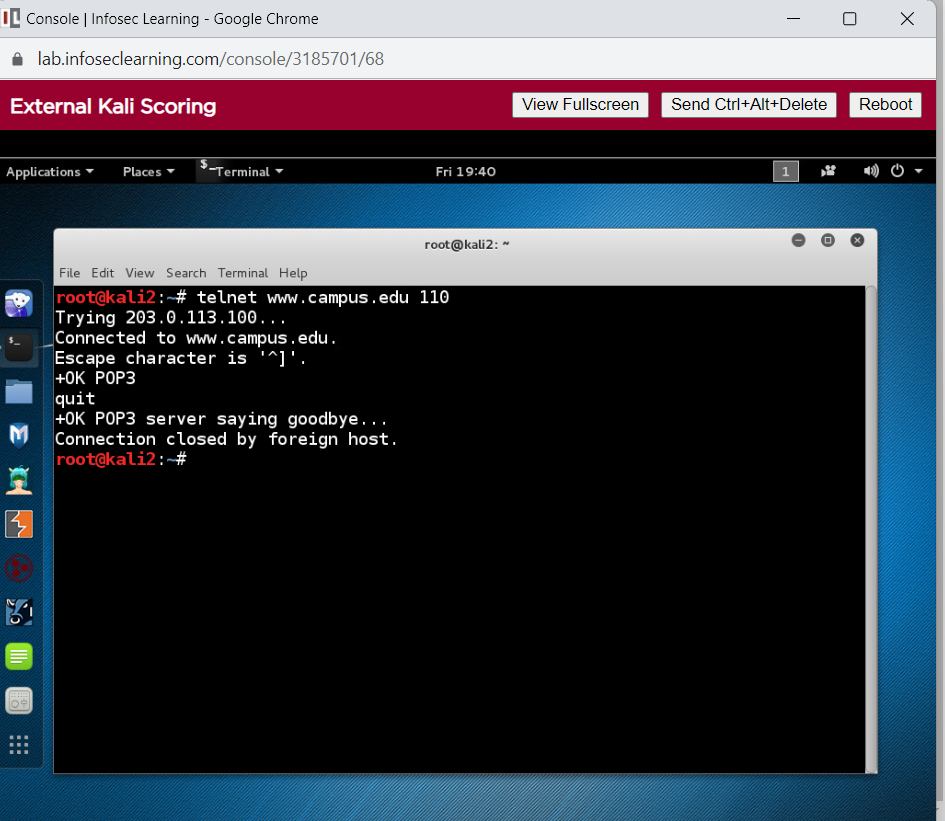 Console | Infosec Learning - Google Chrome
lab.infoseclearning.com/console/3185701/68
External Kali Scoring
View Fullscreen Send Ctrl+Alt+Delete Reboot
Applications Places $_ Terminal Fri 19:40 1
root@kali2: ~
File Edit View Search Terminal Help
root@kali2:~# telnet www.campus.edu 110
Trying 203.0.113.100...
Connected to www.campus.edu.
Escape character is '^]'.
+OK POP3
quit
+OK POP3 server saying goodbye...
Connection closed by foreign host.
root@kali2:~#